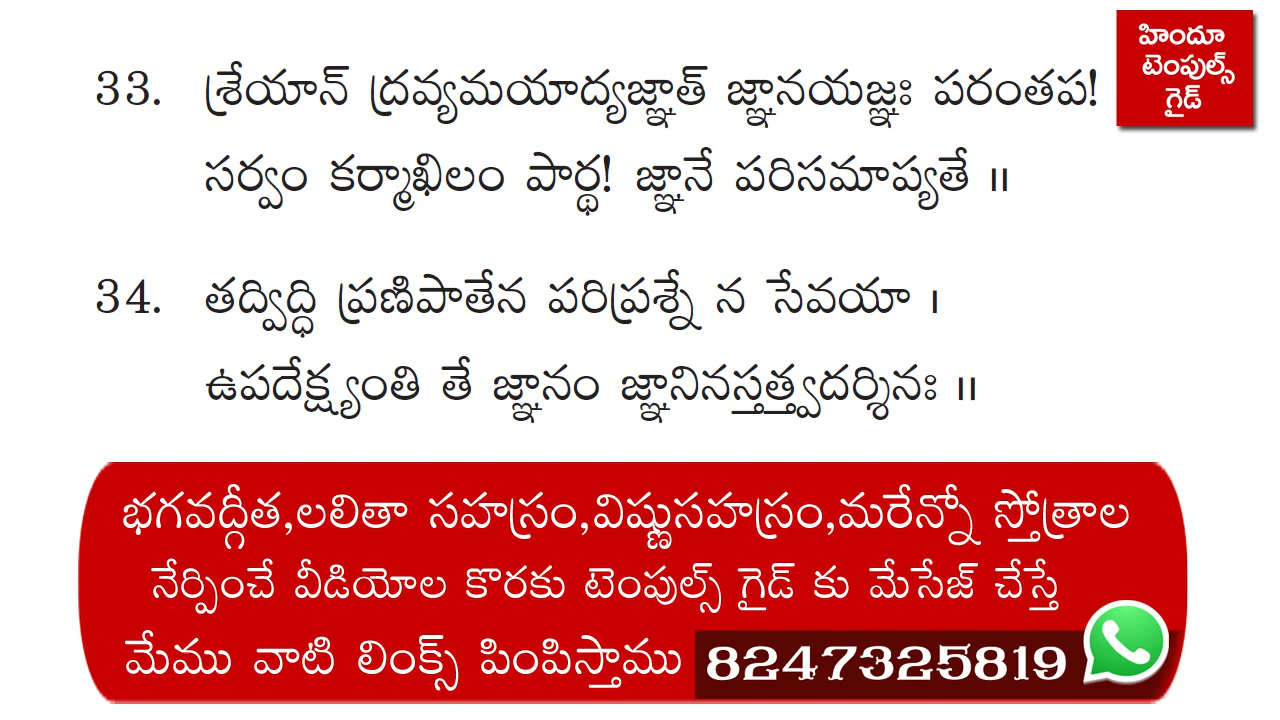 హిందూ
టెంపుల్స్
గైడ్
33. శ్రేయాన్ ద్రవ్యమయాద్యజ్ఞాత్ జ్ఞానయజ్ఞః పరంతప!
సర్వం కర్మాఖిలం పార్థ! జ్ఞానే పరిసమాప్యతే ॥
34. తద్విద్ధి ప్రణిపాతేన పరిప్రశ్నే న సేవయా ।
ఉపదేక్ష్యంతి తే జ్ఞానం జ్ఞానినస్తత్త్వదర్శినః ॥
భగవద్గీత,లలితా సహస్రం,విష్ణుసహస్రం,మరేన్నో స్తోత్రాల
నేర్పించే వీడియోల కొరకు టెంపుల్స్ గైడ్ కు మేసేజ్ చేస్తే
మేము వాటి లింక్స్ పింపిస్తాము 8247325819